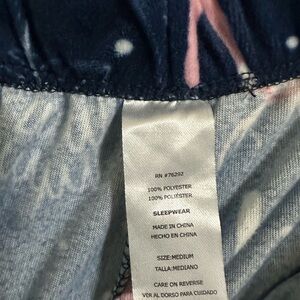 RN #76292
100% POLYESTER
100% POLYESTER
SLEEPWEAR
MADE IN CHINA
HECHO EN CHINA
SIZE:MEDIUM
TALLA:MEDIANO
CARE ON REVERSE
VER AL DORSO PARA CUIDADO